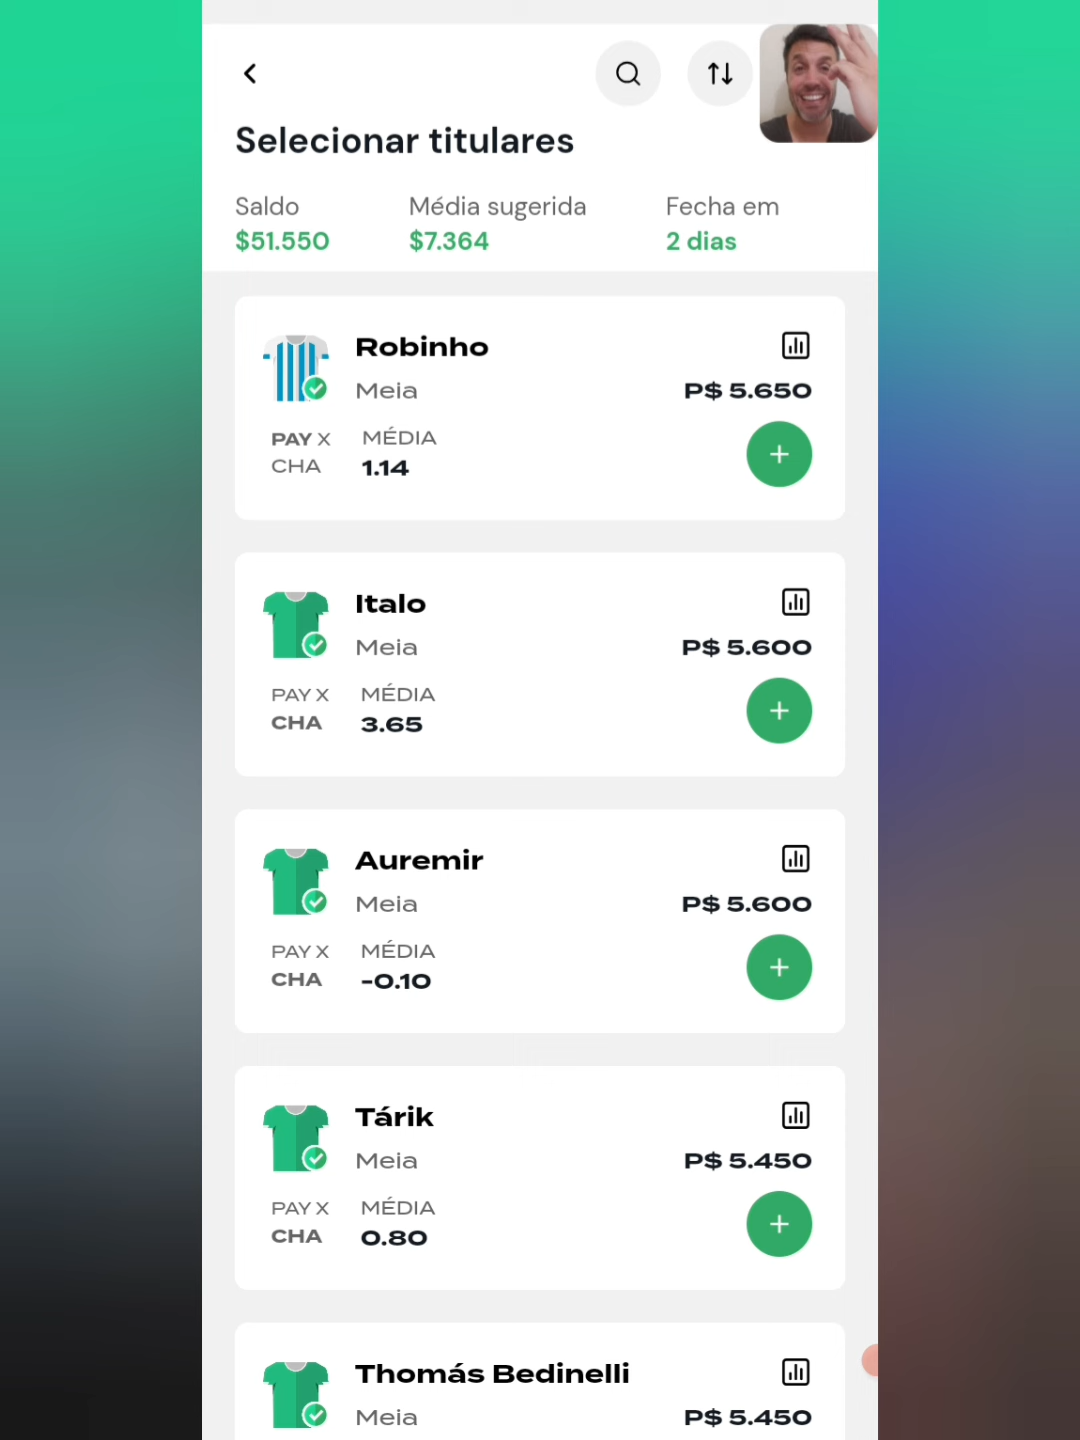 Selecionar titulares
Saldo
Média sugerida
Fecha em
$51.550
$7.364
2 dias
Robinho
Meia
P$ 5.650
PAY X
CHA
MÉDIA
1.14
Italo
Meia
P$ 5.600
PAY X
CHA
MÉDIA
3.65
Auremir
Meia
P$ 5.600
PAY X
CHA
MÉDIA
-0.10
Tárik
Meia
P$ 5.450
PAY X
CHA
MÉDIA
0.80
Thomás Bedinelli
Meia
P$ 5.450